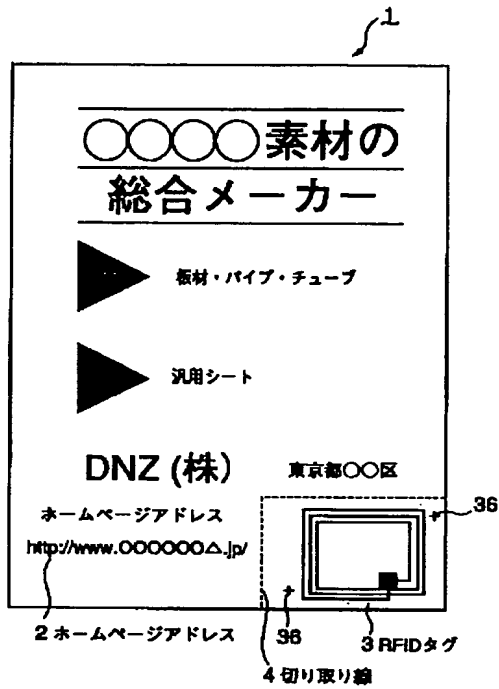 1
○○○○素材の
総合メーカー
板材・パイプ・チューブ
汎用シート
DNZ (株)
東京都○○区
ホームページアドレス
http://www.○○○○○○△.jp/
36
36
2 ホームページアドレス
3 RFIDタグ
4 切り取り線